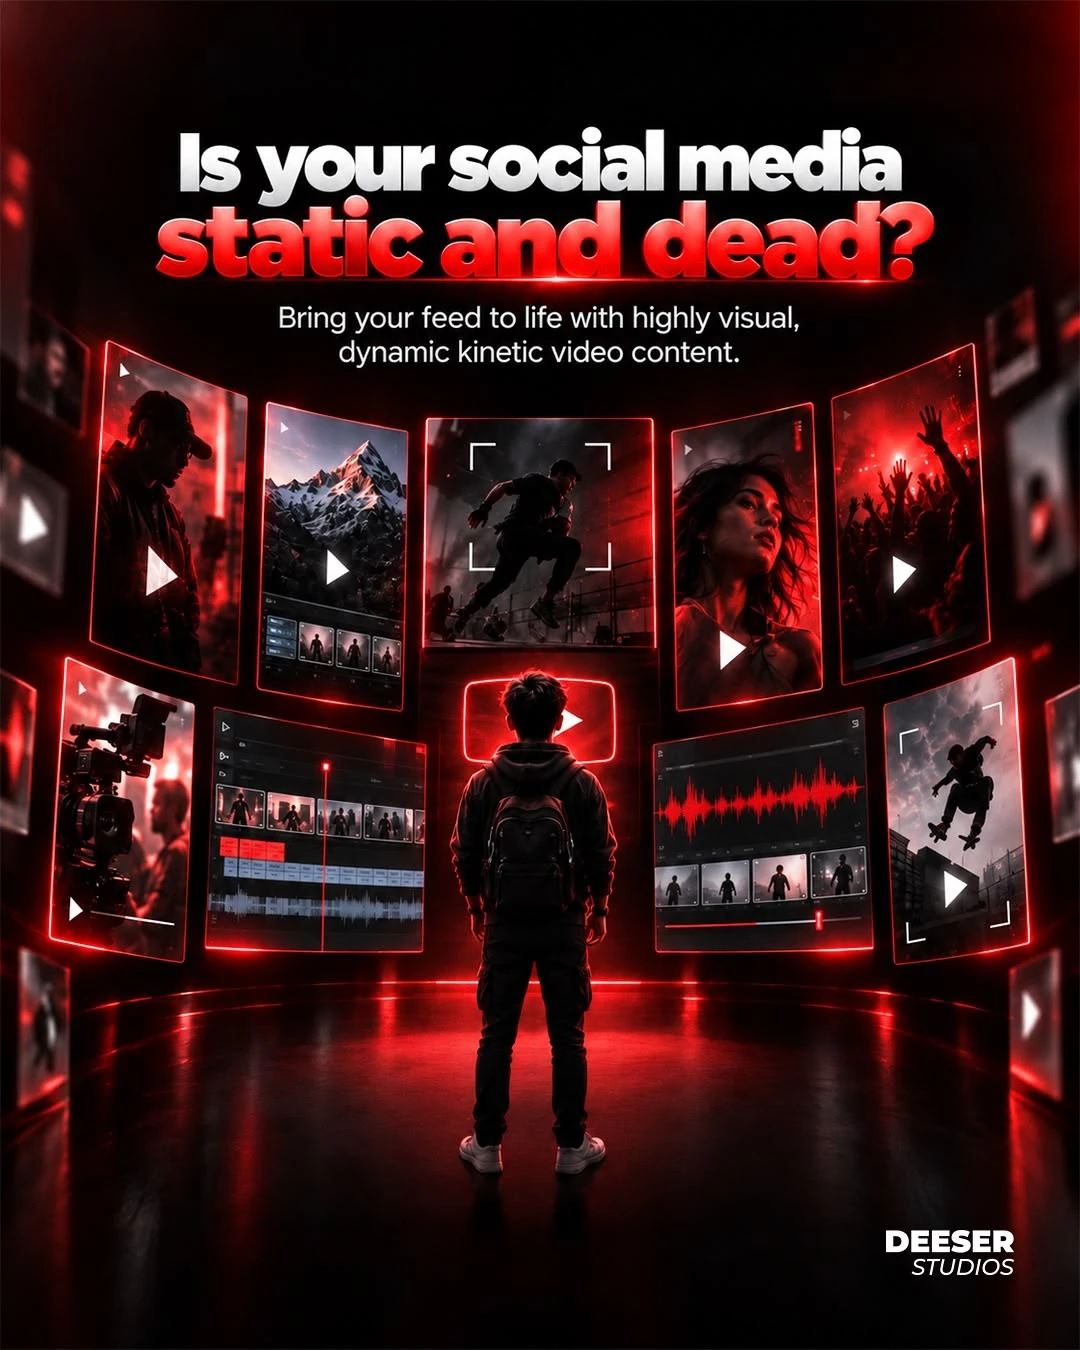 Is your social media
static and dead?
Bring your feed to life with highly visual,
dynamic kinetic video content.
DEESER
STUDIOS